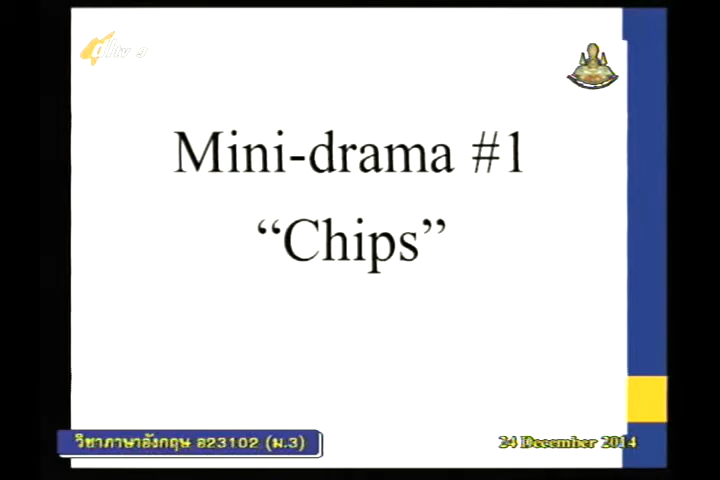 Mini-drama #1
“Chips”
วิชาภาษาอังกฤษ อ23102 (ม.3)
24 December 2014